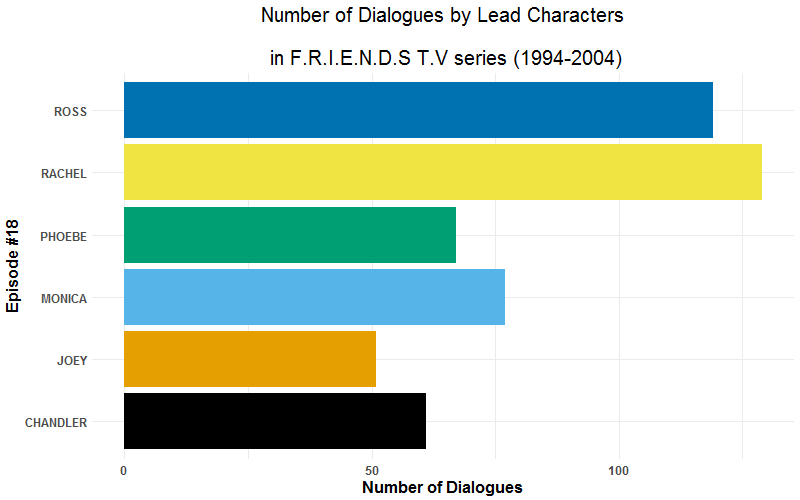 Number of Dialogues by Lead Characters
in F.R.I.E.N.D.S T.V series (1994-2004)
Episode #18
ROSS
RACHEL
PHOEBE
MONICA
JOEY
CHANDLER
0 50 100
Number of Dialogues